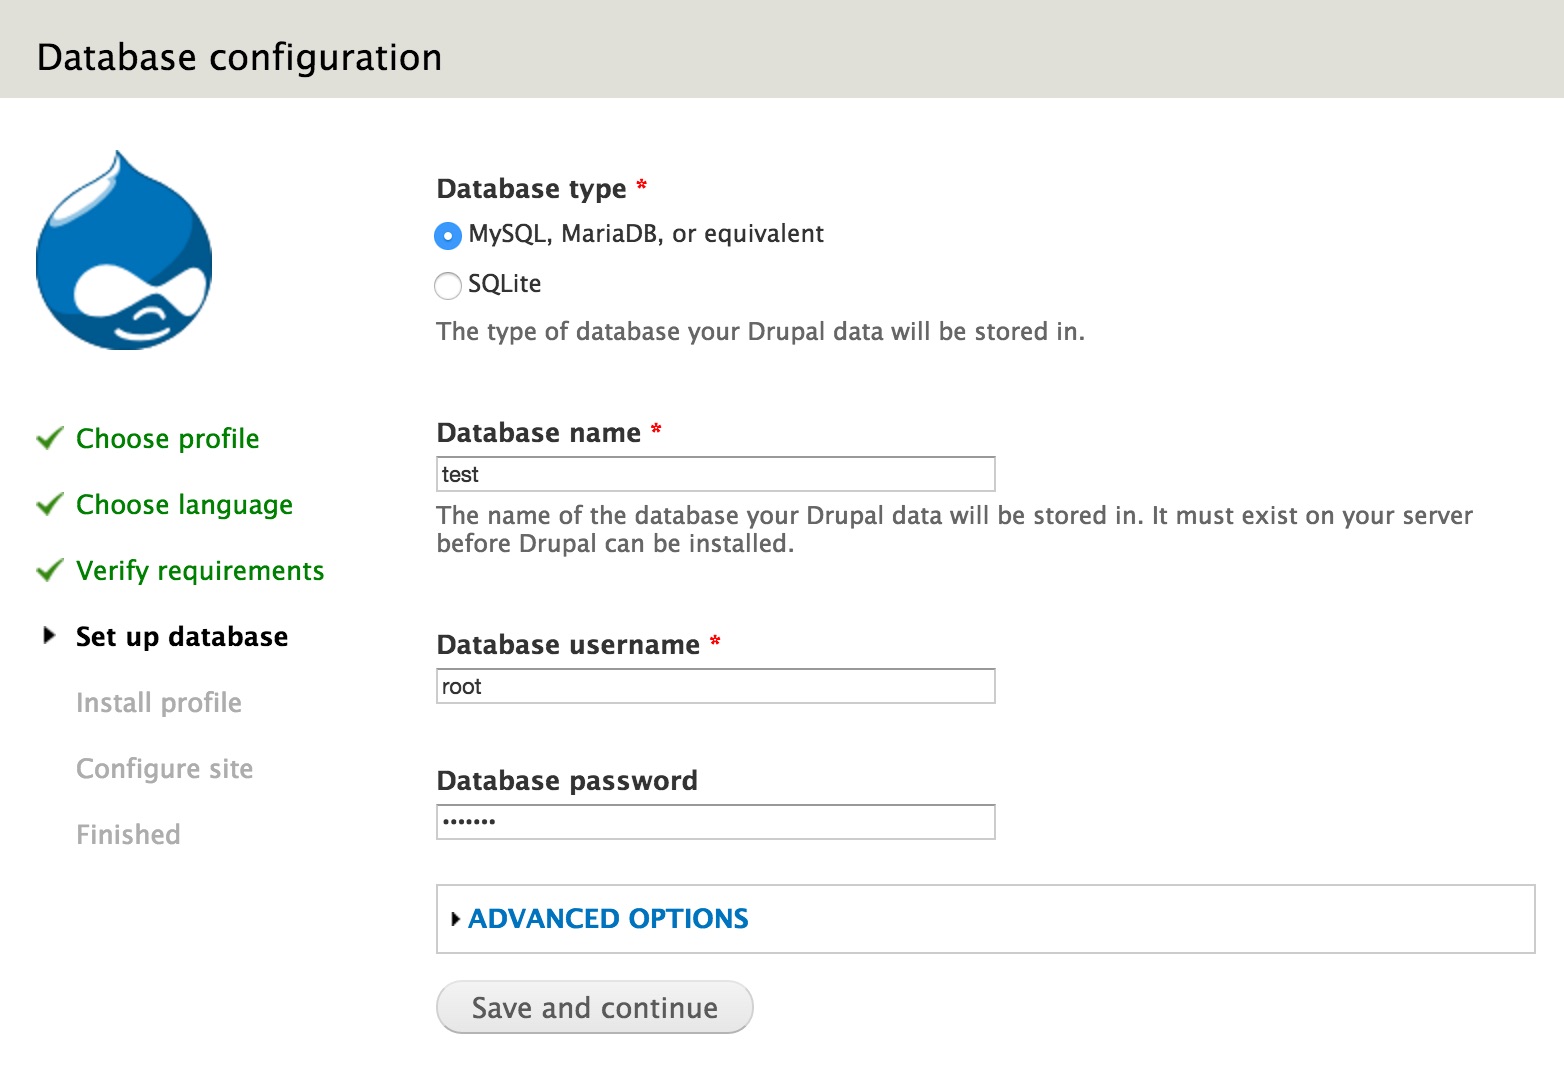 Database configuration
Choose profile
Choose language
Verify requirements
Set up database
Install profile
Configure site
Finished
Database type *
MySQL, MariaDB, or equivalent
SQLite
The type of database your Drupal data will be stored in.
Database name *
test
The name of the database your Drupal data will be stored in. It must exist on your server
before Drupal can be installed.
Database username *
root
Database password
•••••••
ADVANCED OPTIONS
Save and continue